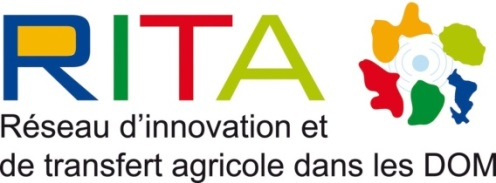 RITA
Réseau d'innovation et
de transfert agricole dans les DOM